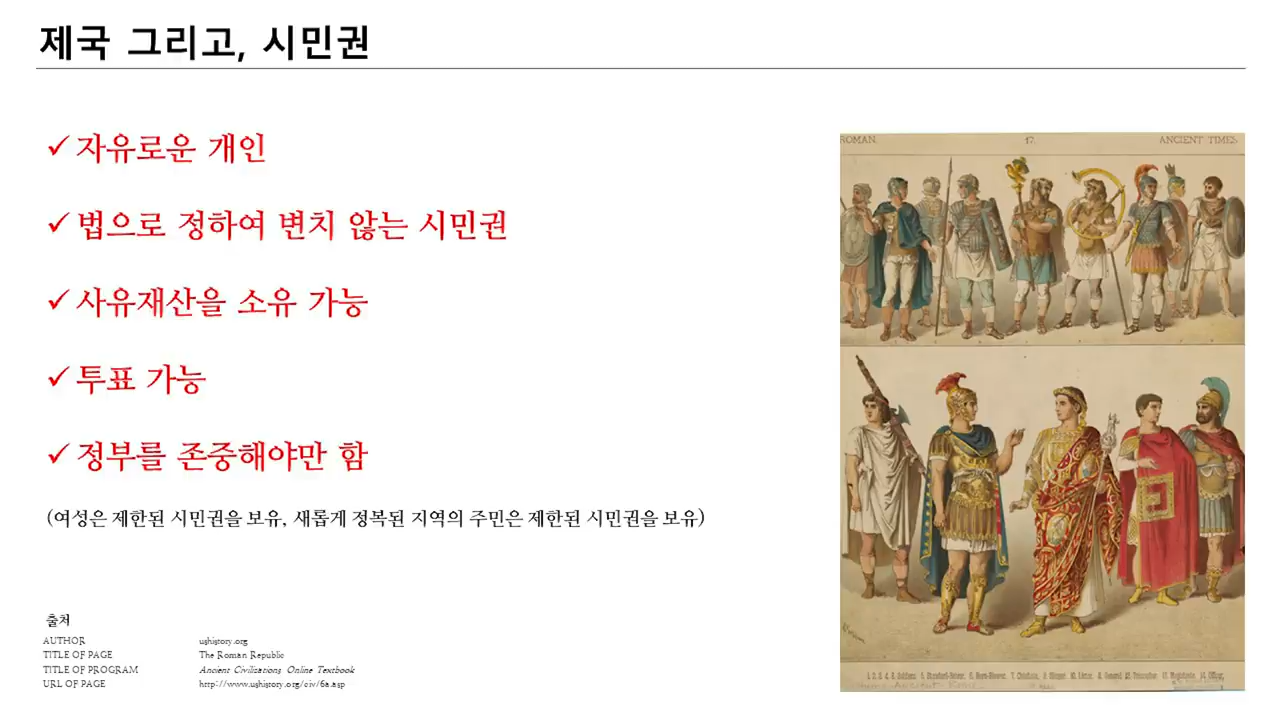 제국 그리고, 시민권
✓ 자유로운 개인
✓ 법으로 정하여 변치 않는 시민권
✓ 사유재산을 소유 가능
✓ 투표 가능
✓ 정부를 존중해야만 함
(여성은 제한된 시민권을 보유, 새롭게 정복된 지역의 주민은 제한된 시민권을 보유)
ROMAN. 17. ANCIENT TIMES
출처
AUTHOR ushistory.org
TITLE OF PAGE The Roman Republic
TITLE OF PROGRAM Ancient Civilizations Online Textbook
URL OF PAGE http://www.ushistory.org/civ/6a.asp